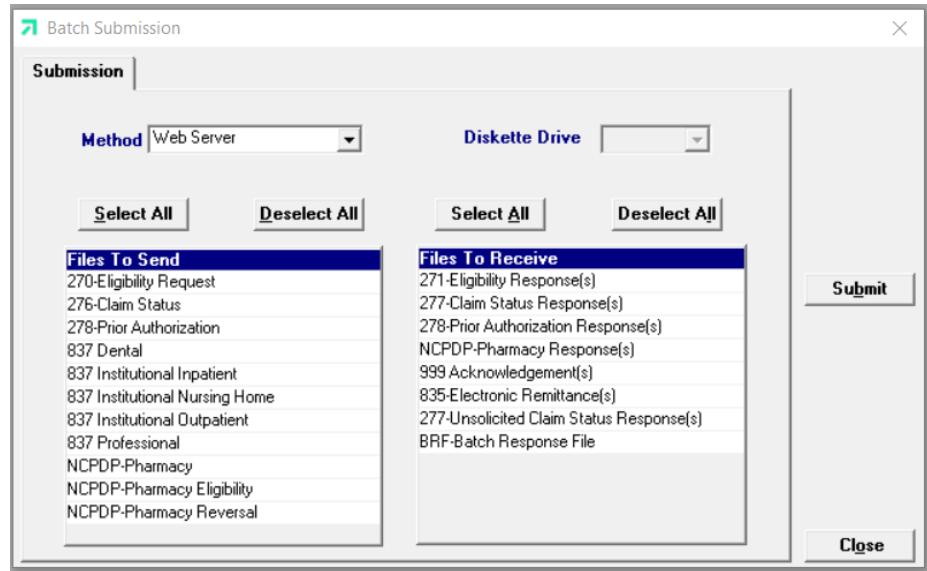 Batch Submission
Submission
Method Web Server Diskette Drive
Select All Deselect All Select All Deselect All
Files To Send
270-Eligibility Request
276-Claim Status
278-Prior Authorization
837 Dental
837 Institutional Inpatient
837 Institutional Nursing Home
837 Institutional Outpatient
837 Professional
NCPDP-Pharmacy
NCPDP-Pharmacy Eligibility
NCPDP-Pharmacy Reversal
Files To Receive
271-Eligibility Response(s)
277-Claim Status Response(s)
278-Prior Authorization Response(s)
NCPDP-Pharmacy Response(s)
999 Acknowledgement(s)
835-Electronic Remittance(s)
277-Unsolicited Claim Status Response(s)
BRF-Batch Response File
Submit
Close